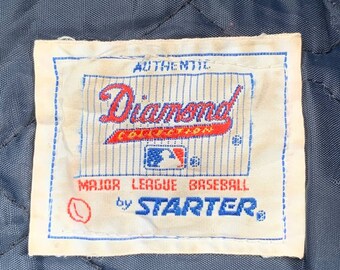 AUTHENTIC
Diamond
COLLECTION
®
®
MAJOR LEAGUE BASEBALL
L by STARTER®